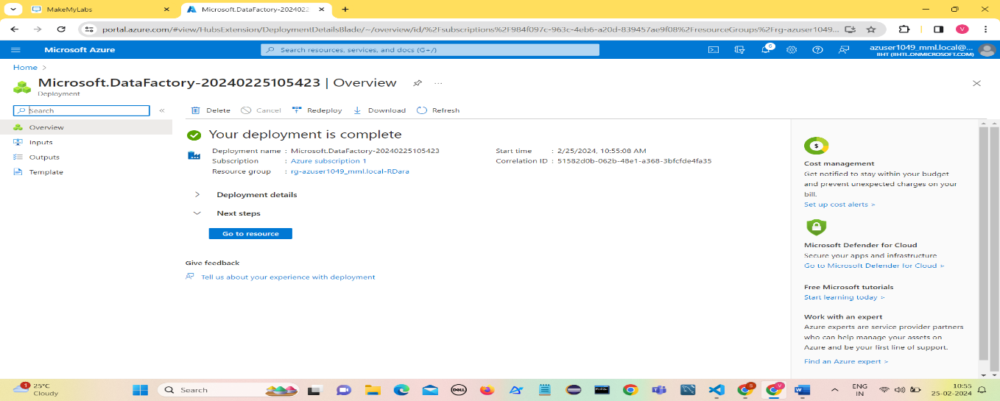 MakeMyLabs
Microsoft.DataFactory-2024022
portal.azure.com/#view/HubsExtension/DeploymentDetailsBlade/~/overview/id/%2Fsubscriptions%2F984f097c-963c-4eb6-a20d-839457ae9f08%2FresourceGroups%2Frg-azuser1049...
V
Microsoft Azure
Search resources, services, and docs (G+/)
0
azuser1049_mml.local@...
IIHT (IIHTL.ONMICROSOFT.COM)
Home >
Microsoft.DataFactory-20240225105423 | Overview
...
Deployment
Search
«
Delete
Cancel
Redeploy
Download
Refresh
Overview
Inputs
Outputs
Template
Your deployment is complete
Deployment name : Microsoft.DataFactory-20240225105423
Subscription : Azure subscription 1
Resource group : rg-azuser1049_mml.local-RDara
Start time : 2/25/2024, 10:55:08 AM
Correlation ID : 51582d0b-062b-48e1-a368-3bfcfde4fa35
Deployment details
Next steps
Go to resource
Give feedback
Tell us about your experience with deployment
$
Cost management
Get notified to stay within your budget
and prevent unexpected charges on your
bill.
Set up cost alerts >
Microsoft Defender for Cloud
Secure your apps and infrastructure
Go to Microsoft Defender for Cloud >
Free Microsoft tutorials
Start learning today >
Work with an expert
Azure experts are service provider partners
who can help manage your assets on
Azure and be your first line of support.
Find an Azure expert >
1
25°C
Cloudy
Search
DELL
S
V
W
ENG
IN
10:55
25-02-2024